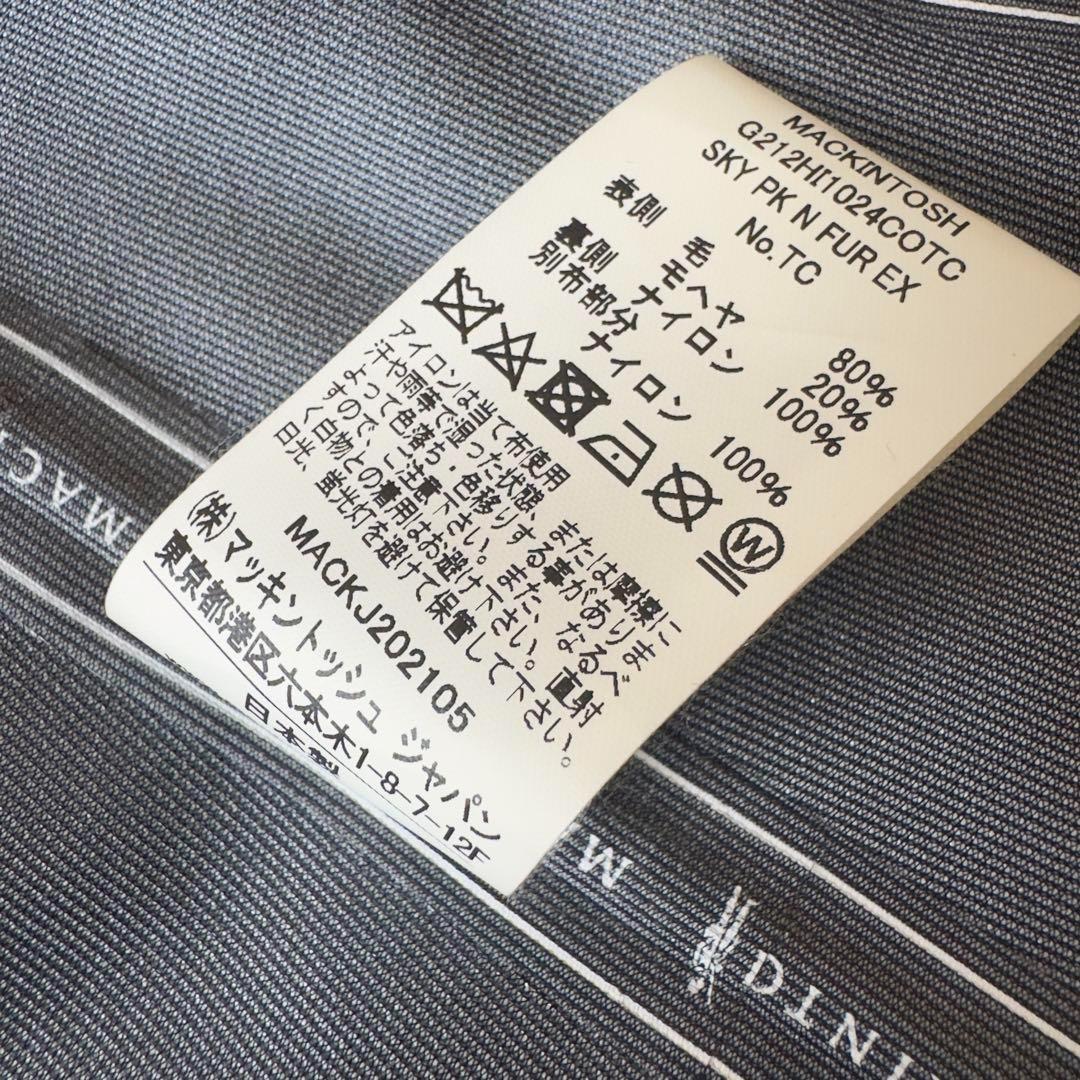 MACKINTOSH
G212HI1024COTC
SKY PK N FUR EX
No.TC
表側 毛 80%
モヘヤ 20%
裏側 ナイロン 100%
別布部分
ナイロン 100%
W
アイロンは当て布使用
汗や雨等で湿った状態、または摩擦に
よって色落ち・色移りする事がありま
すので、ご注意下さい。また、なるべ
く白物との着用はお避け下さい。直射
日光、蛍光灯を避けて保管して下さい。
MACKJ202105
(株)マッキントッシュ ジャパン
東京都港区六本木1-8-7-12F
日本製
MAC
M
DINI